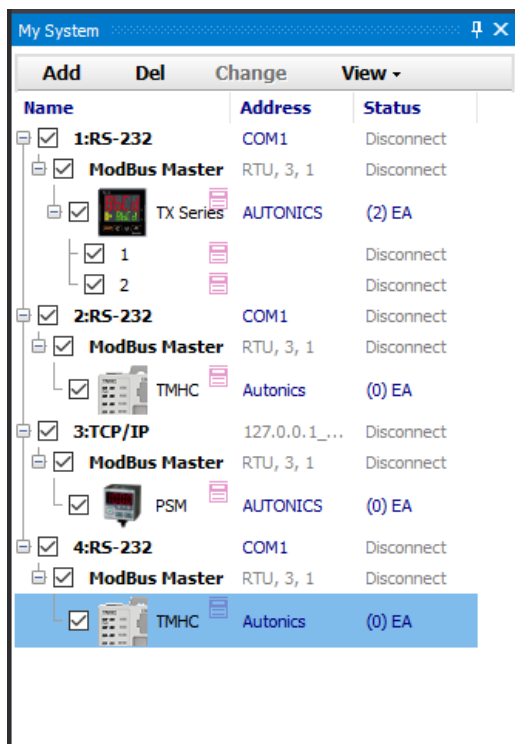 My System
Add Del Change View
Name Address Status
1:RS-232 COM1 Disconnect
ModBus Master RTU, 3, 1 Disconnect
TX Series AUTONICS (2) EA
1 Disconnect
2 Disconnect
2:RS-232 COM1 Disconnect
ModBus Master RTU, 3, 1 Disconnect
TMHC Autonics (0) EA
3:TCP/IP 127.0.0.1_... Disconnect
ModBus Master RTU, 3, 1 Disconnect
PSM AUTONICS (0) EA
4:RS-232 COM1 Disconnect
ModBus Master RTU, 3, 1 Disconnect
TMHC Autonics (0) EA